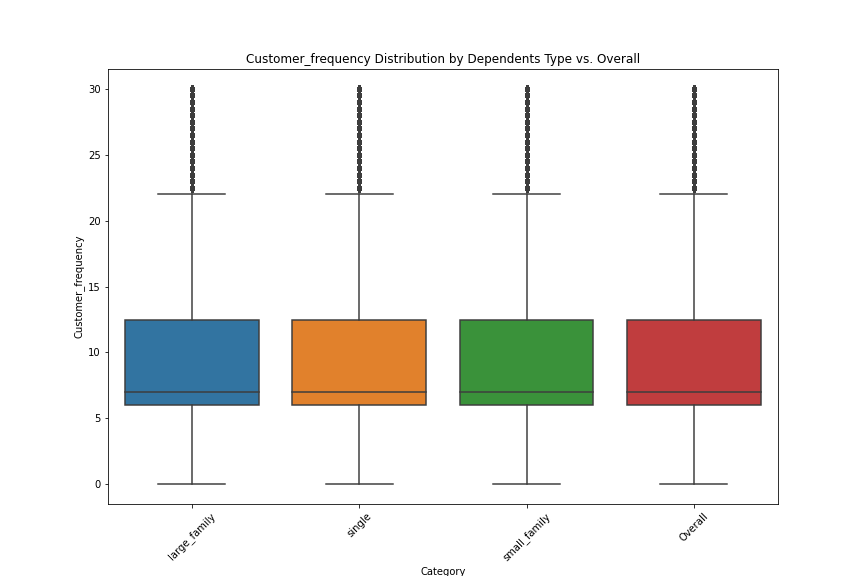 Customer_frequency Distribution by Dependents Type vs. Overall
30
25
20
15
10
5
0
Customer_frequency
large_family
single
small_family
Overall
Category